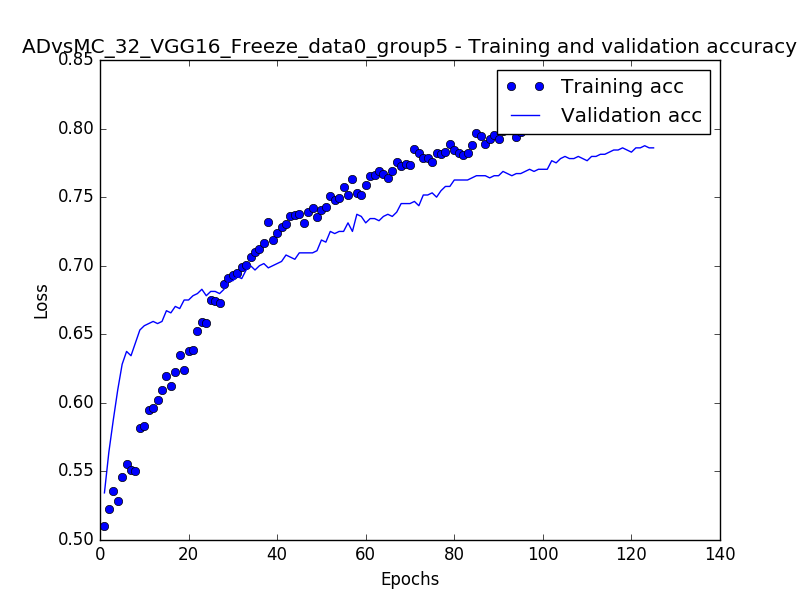 ADvsMC_32_VGG16_Freeze_data0_group5 - Training and validation accuracy
0.85
Training acc
Validation acc
0.80
0.75
0.70
Loss
0.65
0.60
0.55
0.50
0 20 40 60 80 100 120 140
Epochs